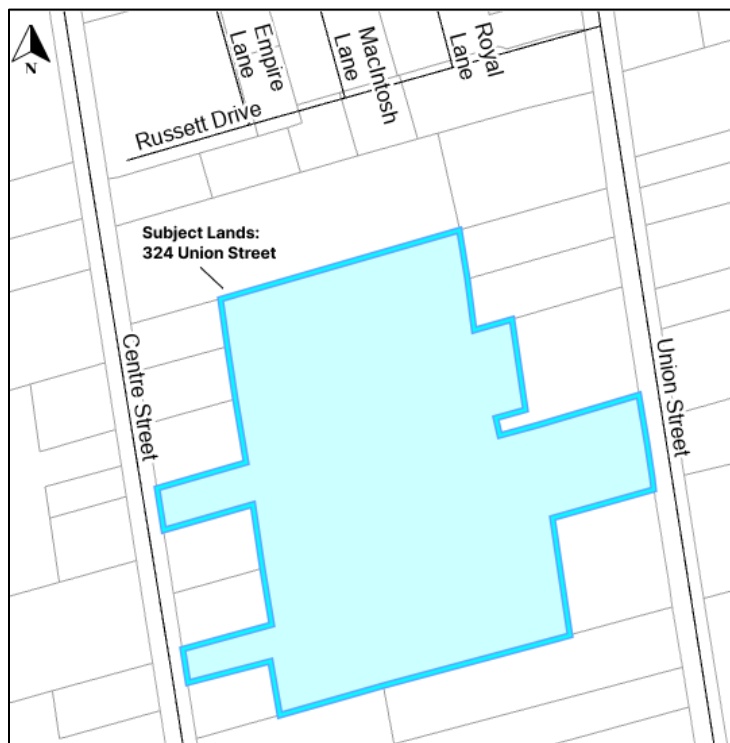 N
Empire
Lane
MacIntosh
Lane
Royal
Lane
Russett Drive
Subject Lands:
324 Union Street
Centre Street
Union Street